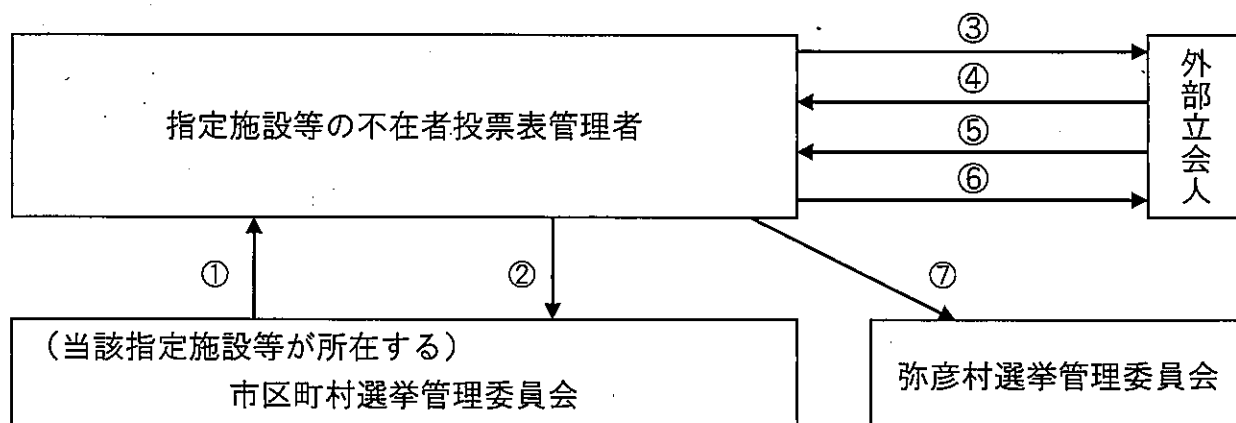 ③
④
⑤
⑥
外部立会人
指定施設等の不在者投票表管理者
①
②
⑦
(当該指定施設等が所在する)
市区町村選挙管理委員会
弥彦村選挙管理委員会